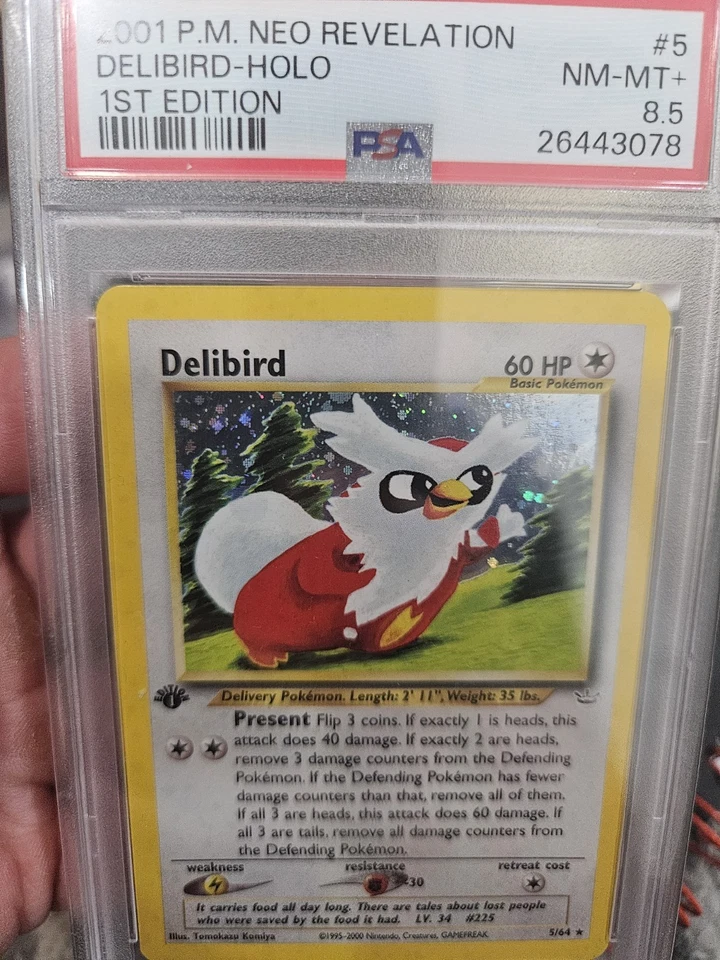 2001 P.M. NEO REVELATION #5
DELIBIRD-HOLO NM-MT+
1ST EDITION 8.5
PSA 26443078
Delibird 60 HP
Basic Pokémon
EDITION 1
Delivery Pokémon. Length: 2' 11", Weight: 35 lbs.
Present Flip 3 coins. If exactly 1 is heads, this
attack does 40 damage. If exactly 2 are heads,
remove 3 damage counters from the Defending
Pokémon. If the Defending Pokémon has fewer
damage counters than that, remove all of them.
If all 3 are heads, this attack does 60 damage. If
all 3 are tails, remove all damage counters from
the Defending Pokémon.
weakness resistance retreat cost
-30
It carries food all day long. There are tales about lost people
who were saved by the food it had. LV. 34 #225
Illus. Tomokazu Komiya ©1995-2000 Nintendo, Creatures, GAMEFREAK. 5/64 ★